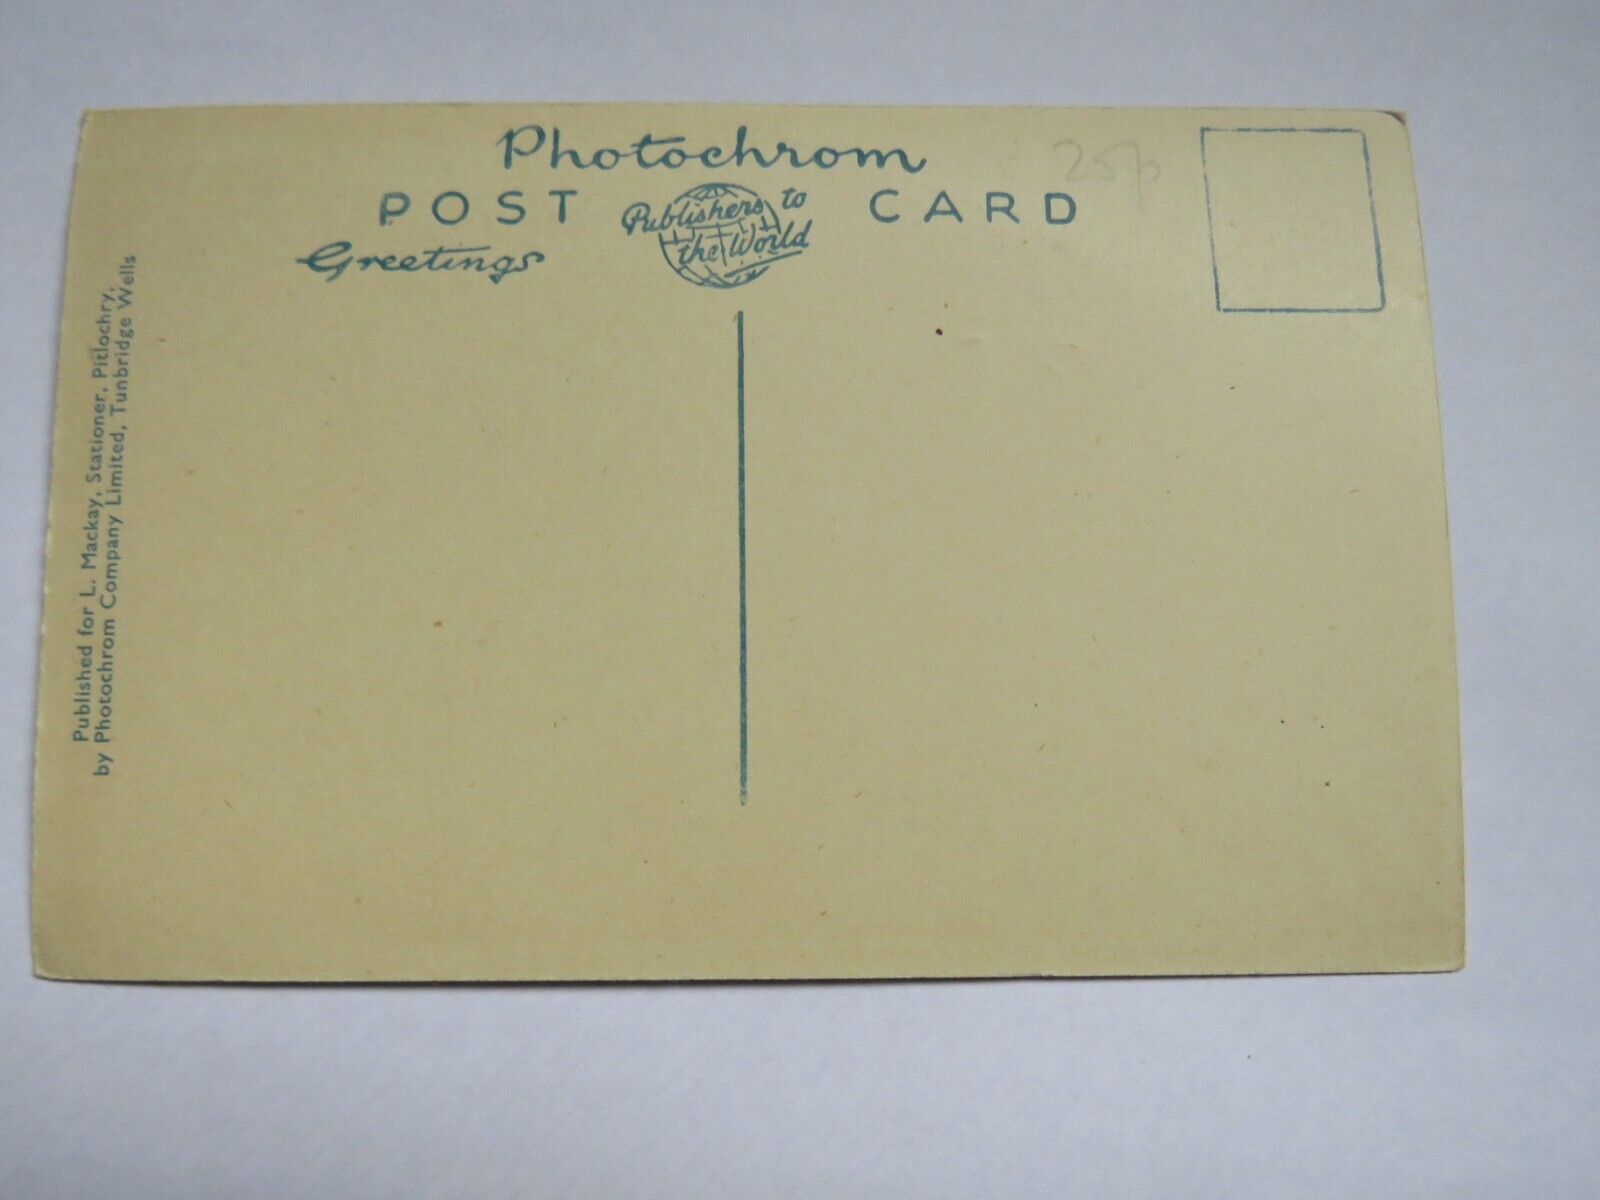 Photochrom
POST CARD
Publishers to
the World
Greetings
25p
Published for L. Mackay, Stationer, Pitlochry,
by Photochrom Company Limited, Tunbridge Wells